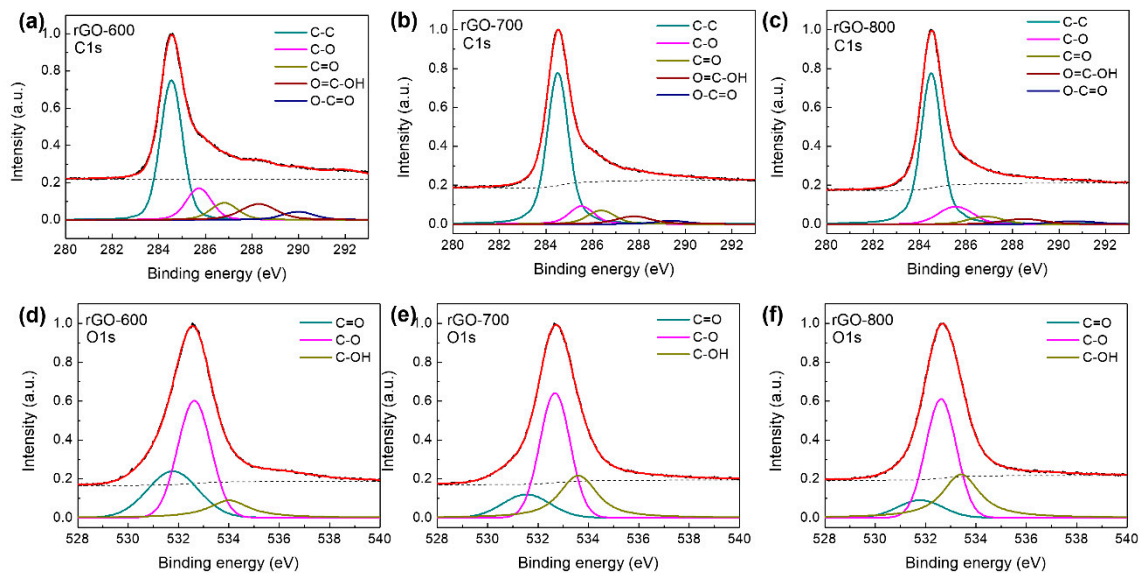 (a)
rGO-600
C1s
C-C
C-O
C=O
O=C-OH
O-C=O
1.0
0.8
0.6
0.4
0.2
0.0
Intensity (a.u.)
280 282 284 286 288 290 292
Binding energy (eV)
(b)
rGO-700
C1s
C-C
C-O
C=O
O=C-OH
O-C=O
1.0
0.8
0.6
0.4
0.2
0.0
Intensity (a.u.)
280 282 284 286 288 290 292
Binding energy (eV)
(c)
rGO-800
C1s
C-C
C-O
C=O
O=C-OH
O-C=O
1.0
0.8
0.6
0.4
0.2
0.0
Intensity (a.u.)
280 282 284 286 288 290 292
Binding energy (eV)
(d)
rGO-600
O1s
C=O
C-O
C-OH
1.0
0.8
0.6
0.4
0.2
0.0
Intensity (a.u.)
528 530 532 534 536 538 540
Binding energy (eV)
(e)
rGO-700
O1s
C=O
C-O
C-OH
1.0
0.8
0.6
0.4
0.2
0.0
Intensity (a.u.)
528 530 532 534 536 538 540
Binding energy (eV)
(f)
rGO-800
O1s
C=O
C-O
C-OH
1.0
0.8
0.6
0.4
0.2
0.0
Intensity (a.u.)
528 530 532 534 536 538 540
Binding energy (eV)